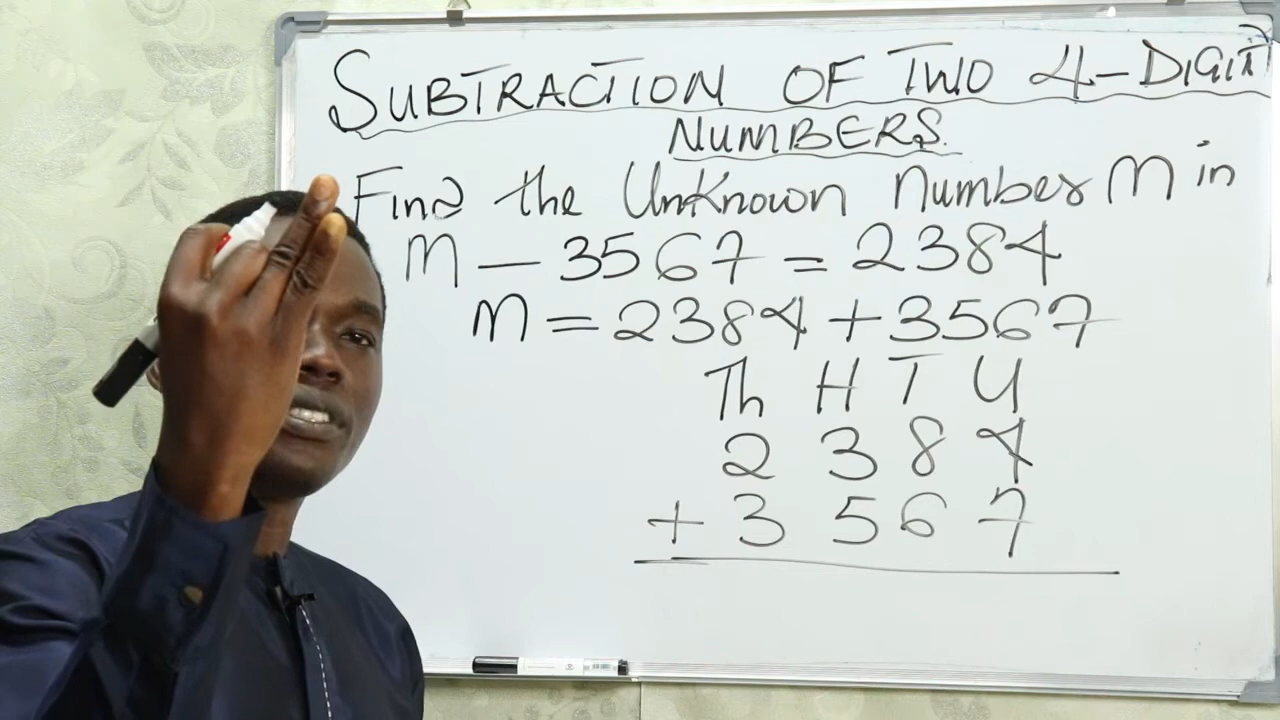 SUBTRACTION OF TWO 4-DIGIT
NUMBERS.
Find the Unknown Number M in
M - 3567 = 2384
M = 2384 + 3567
Th H T U
2 3 8 4
+ 3 5 6 7